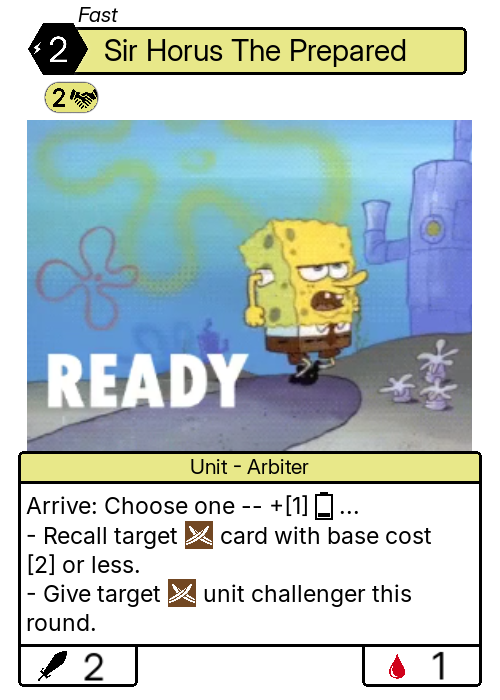 Fast
2 Sir Horus The Prepared
2
READY
Unit - Arbiter
Arrive: Choose one -- +[1] ...
- Recall target card with base cost
[2] or less.
- Give target unit challenger this
round.
2 1